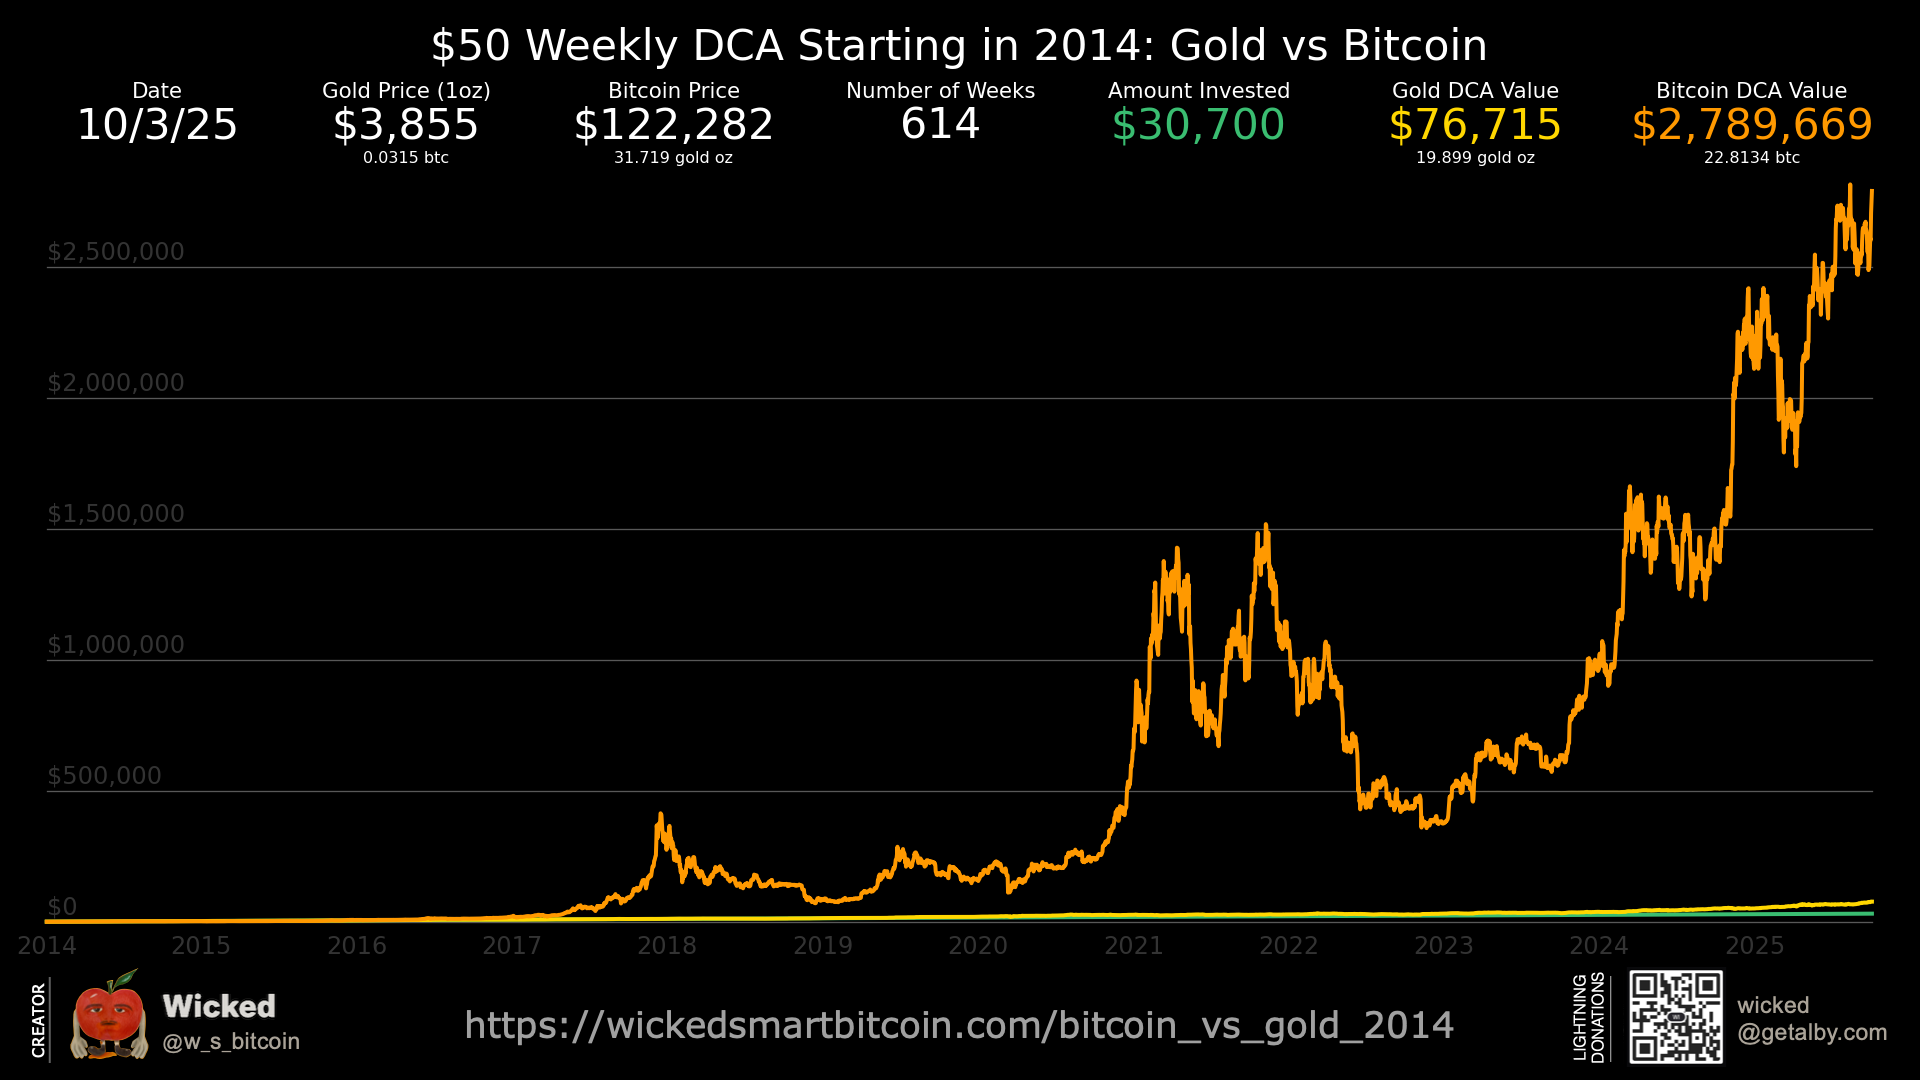 $50 Weekly DCA Starting in 2014: Gold vs Bitcoin
Date
10/3/25
Gold Price (1oz)
$3,855
0.0315 btc
Bitcoin Price
$122,282
31.719 gold oz
Number of Weeks
614
Amount Invested
$30,700
Gold DCA Value
$76,715
19.899 gold oz
Bitcoin DCA Value
$2,789,669
22.8134 btc
$2,500,000
$2,000,000
$1,500,000
$1,000,000
$500,000
$0
2014 2015 2016 2017 2018 2019 2020 2021 2022 2023 2024 2025
CREATOR
Wicked
@w_s_bitcoin
https://wickedsmartbitcoin.com/bitcoin_vs_gold_2014
LIGHTNING
DONATIONS
wicked
@getalby.com